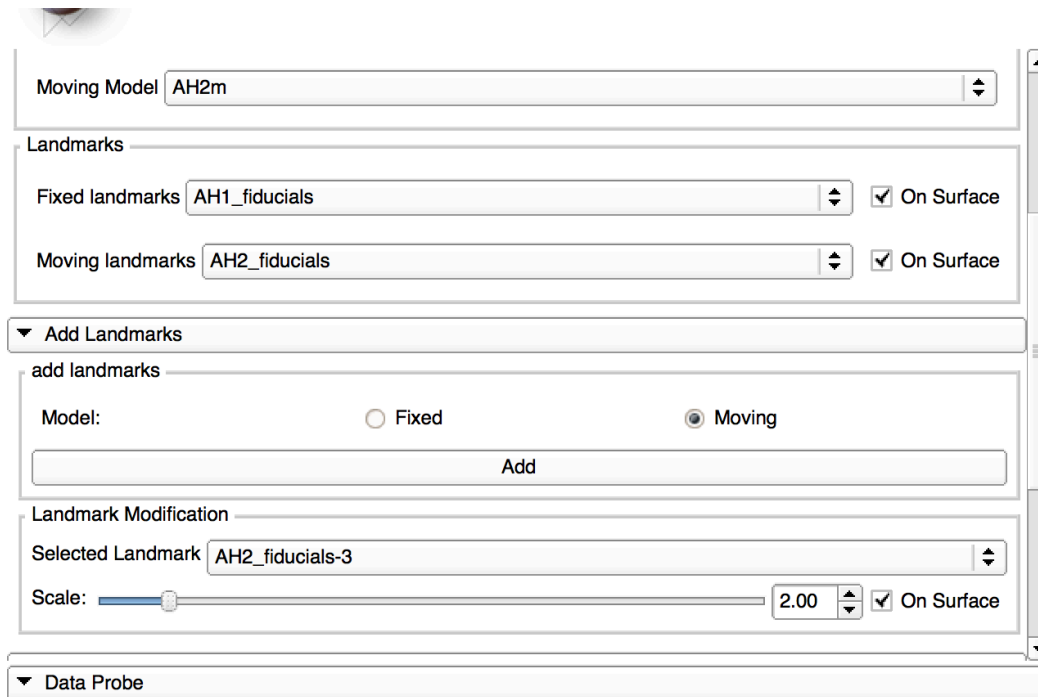 Moving Model AH2m
Landmarks
Fixed landmarks AH1_fiducials On Surface
Moving landmarks AH2_fiducials On Surface
Add Landmarks
add landmarks
Model: Fixed Moving
Add
Landmark Modification
Selected Landmark AH2_fiducials-3
Scale: 2.00 On Surface
Data Probe